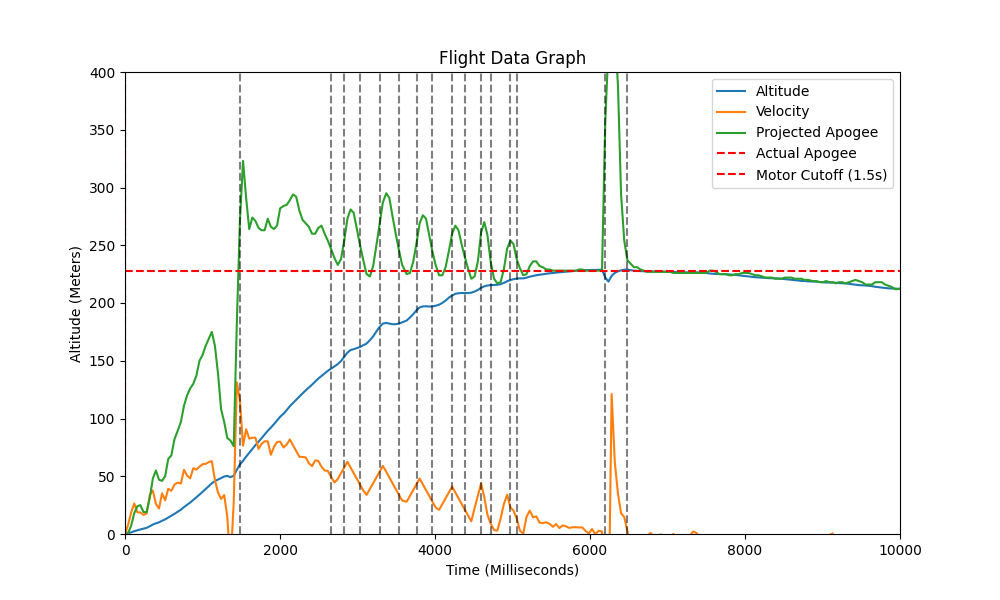 Flight Data Graph
400
350
300
250
200
150
100
50
0
Altitude (Meters)
Altitude
Velocity
Projected Apogee
Actual Apogee
Motor Cutoff (1.5s)
0
2000
4000
6000
8000
10000
Time (Milliseconds)